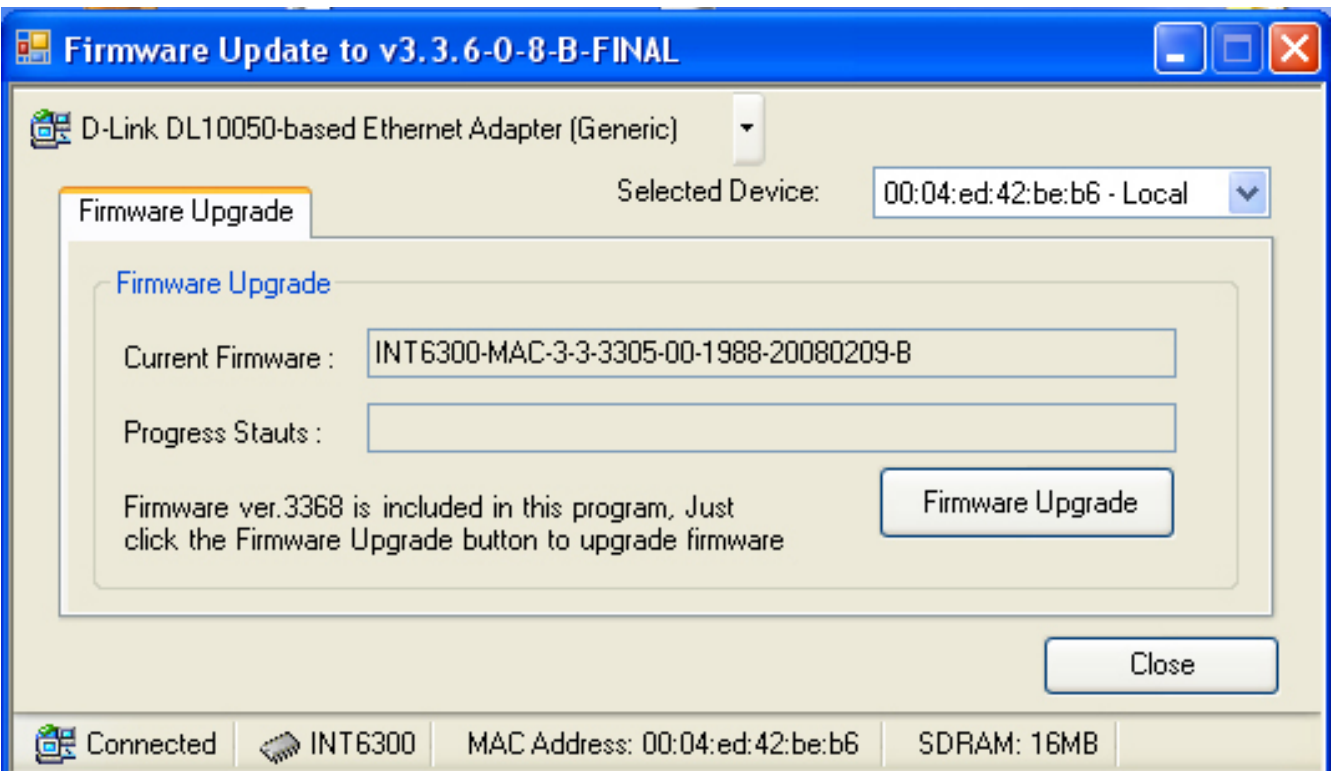 Firmware Update to v3.3.6-0-8-B-FINAL
D-Link DL10050-based Ethernet Adapter (Generic)
Selected Device:
00:04:ed:42:be:b6 - Local
Firmware Upgrade
Firmware Upgrade
Current Firmware :
INT6300-MAC-3-3-3305-00-1988-20080209-B
Progress Stauts :
Firmware ver.3368 is included in this program, Just
click the Firmware Upgrade button to upgrade firmware
Firmware Upgrade
Close
Connected
INT6300
MAC Address: 00:04:ed:42:be:b6
SDRAM: 16MB